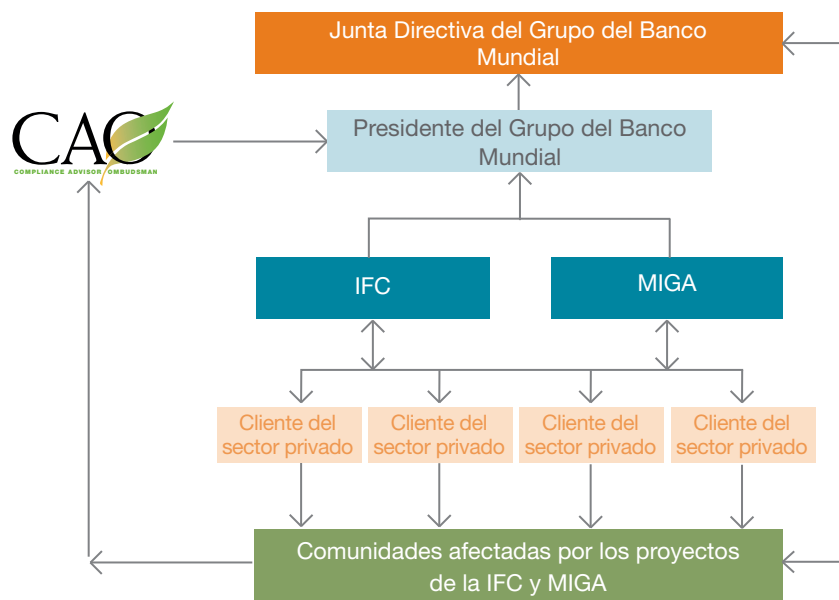 Junta Directiva del Grupo del Banco
Mundial
CAO
COMPLIANCE ADVISOR OMBUDSMAN
Presidente del Grupo del Banco
Mundial
IFC
MIGA
Cliente del
sector privado
Cliente del
sector privado
Cliente del
sector privado
Cliente del
sector privado
Comunidades afectadas por los proyectos
de la IFC y MIGA